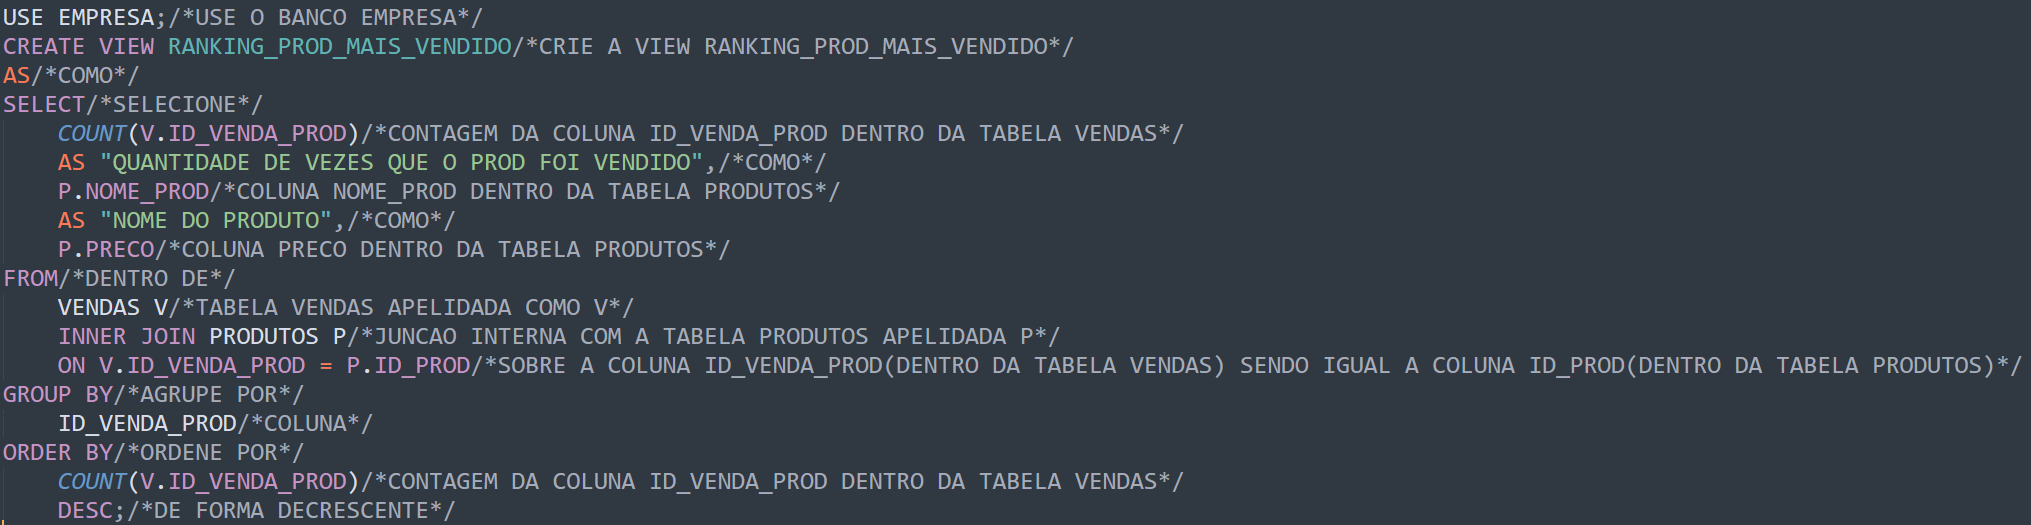 USE EMPRESA;/*USE O BANCO EMPRESA*/
CREATE VIEW RANKING_PROD_MAIS_VENDIDO/*CRIE A VIEW RANKING_PROD_MAIS_VENDIDO*/
AS/*COMO*/
SELECT/*SELECIONE*/
    COUNT(V.ID_VENDA_PROD)/*CONTAGEM DA COLUNA ID_VENDA_PROD DENTRO DA TABELA VENDAS*/
    AS "QUANTIDADE DE VEZES QUE O PROD FOI VENDIDO",/*COMO*/
    P.NOME_PROD/*COLUNA NOME_PROD DENTRO DA TABELA PRODUTOS*/
    AS "NOME DO PRODUTO",/*COMO*/
    P.PRECO/*COLUNA PRECO DENTRO DA TABELA PRODUTOS*/
FROM/*DENTRO DE*/
    VENDAS V/*TABELA VENDAS APELIDADA COMO V*/
    INNER JOIN PRODUTOS P/*JUNCAO INTERNA COM A TABELA PRODUTOS APELIDADA P*/
    ON V.ID_VENDA_PROD = P.ID_PROD/*SOBRE A COLUNA ID_VENDA_PROD(DENTRO DA TABELA VENDAS) SENDO IGUAL A COLUNA ID_PROD(DENTRO DA TABELA PRODUTOS)*/
GROUP BY/*AGRUPE POR*/
    ID_VENDA_PROD/*COLUNA*/
ORDER BY/*ORDENE POR*/
    COUNT(V.ID_VENDA_PROD)/*CONTAGEM DA COLUNA ID_VENDA_PROD DENTRO DA TABELA VENDAS*/
    DESC;/*DE FORMA DECRESCENTE*/